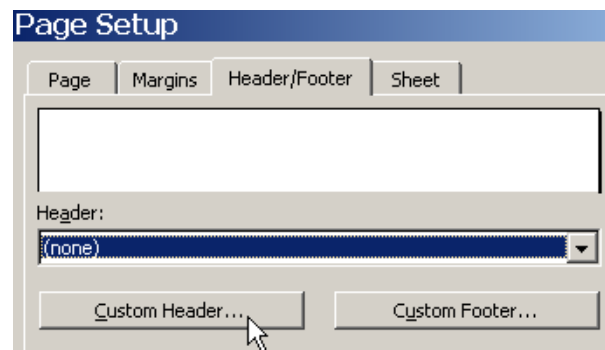 Page Setup
Page Margins Header/Footer Sheet
Header:
(none)
Custom Header... Custom Footer...